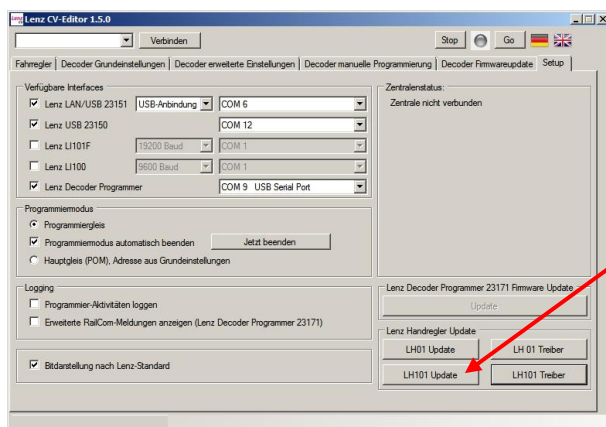 Lenz CV-Editor 1.5.0
Verbinden
Stop
Go
Fahrregler
Decoder Grundeinstellungen
Decoder erweiterte Einstellungen
Decoder manuelle Programmierung
Decoder Firmwareupdate
Setup
Verfügbare Interfaces
Lenz LAN/USB 23151
USB-Anbindung
COM 6
Lenz USB 23150
COM 12
Lenz LI101F
19200 Baud
COM 1
Lenz LI100
9600 Baud
COM 1
Lenz Decoder Programmer
COM 9 USB Serial Port
Programmiermodus
Programmiergleis
Programmiermodus automatisch beenden
Jetzt beenden
Hauptgleis (POM), Adresse aus Grundeinstellungen
Logging
Programmier-Aktivitäten loggen
Erweiterte RailCom-Meldungen anzeigen (Lenz Decoder Programmer 23171)
Bitdarstellung nach Lenz-Standard
Zentralenstatus:
Zentrale nicht verbunden
Lenz Decoder Programmer 23171 Firmware Update
Update
Lenz Handregler Update
LH01 Update
LH 01 Treiber
LH101 Update
LH101 Treiber